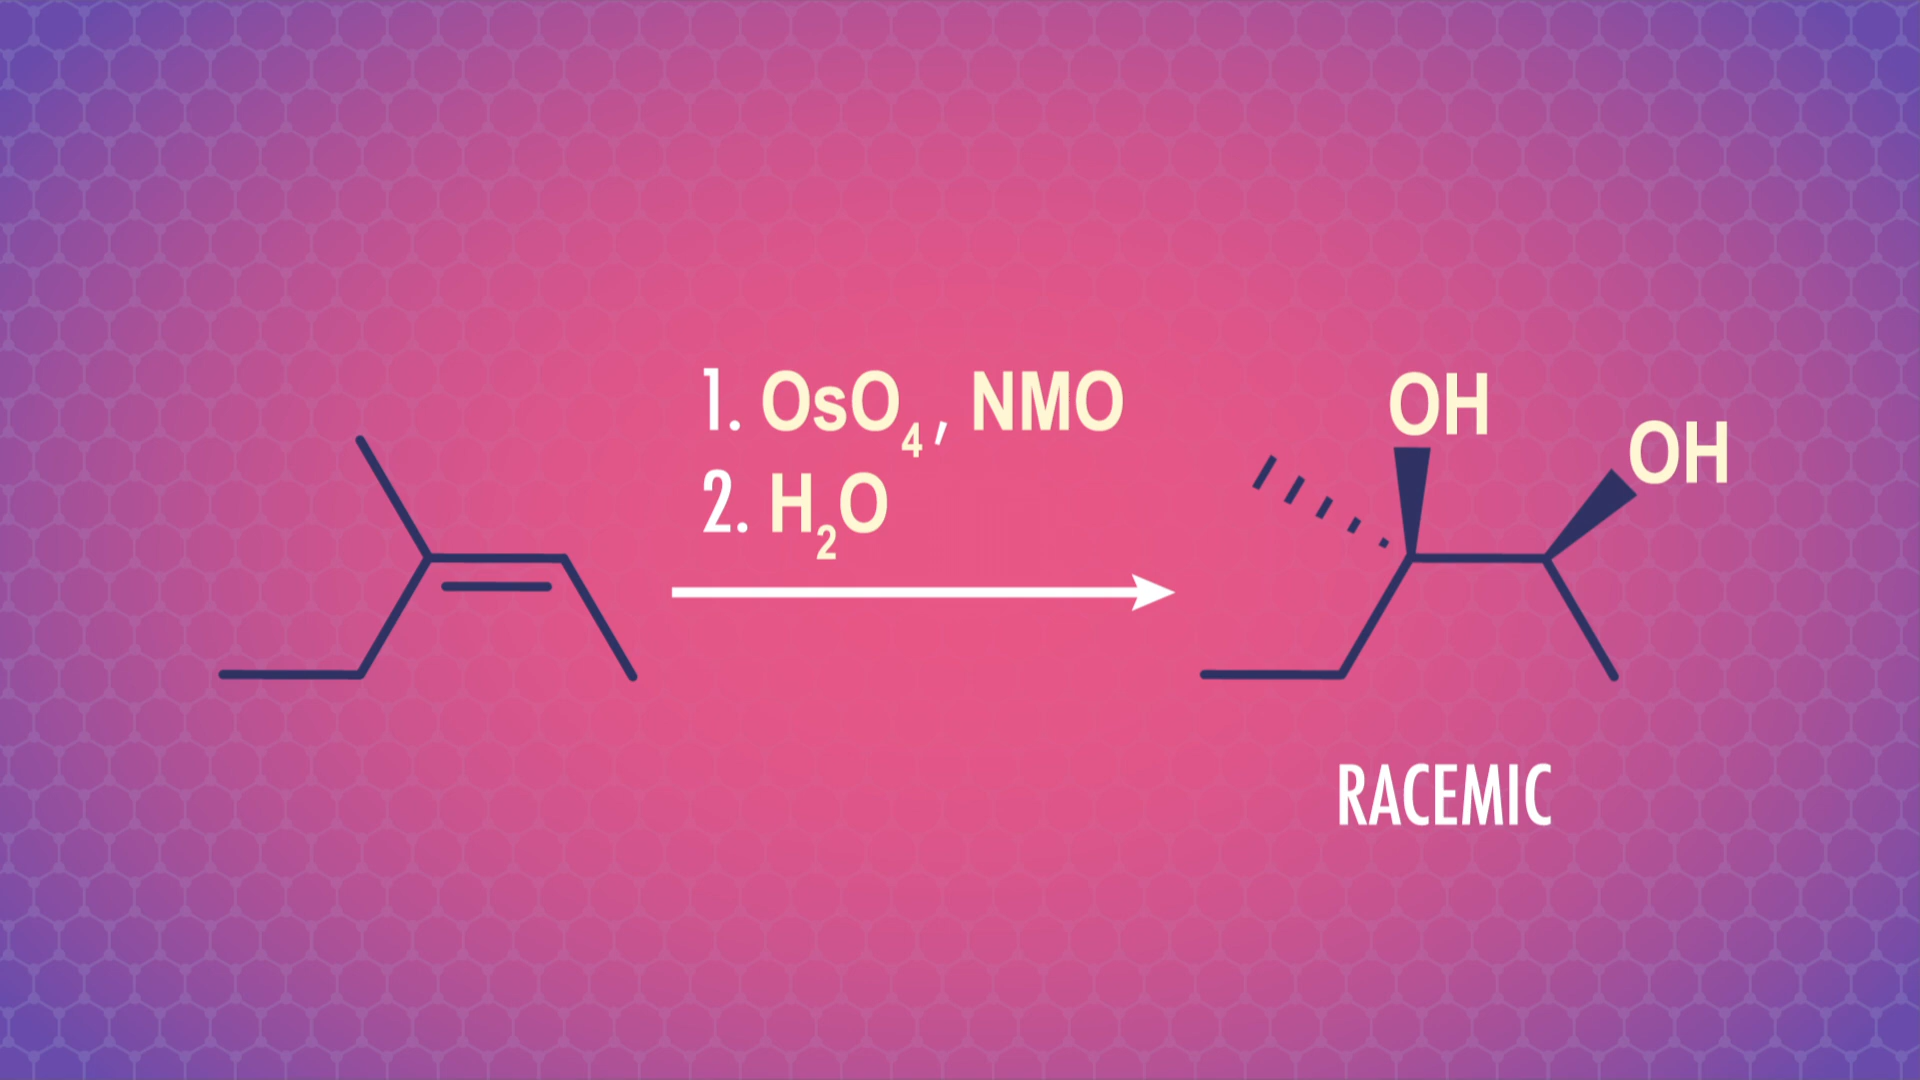 1. OsO₄, NMO
2. H₂O
OH
OH
RACEMIC